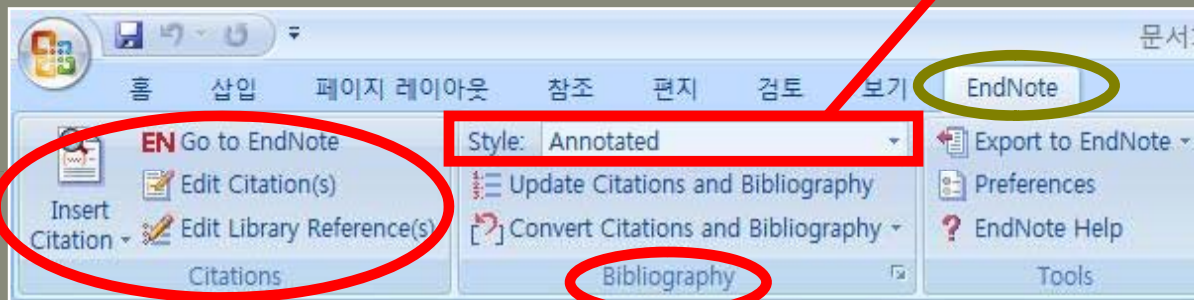 문서
홈 삽입 페이지 레이아웃 참조 편지 검토 보기 EndNote
EN Go to EndNote
Edit Citation(s)
Edit Library Reference(s)
Insert
Citation
Citations
Style: Annotated
Update Citations and Bibliography
Convert Citations and Bibliography
Bibliography
Export to EndNote
Preferences
? EndNote Help
Tools